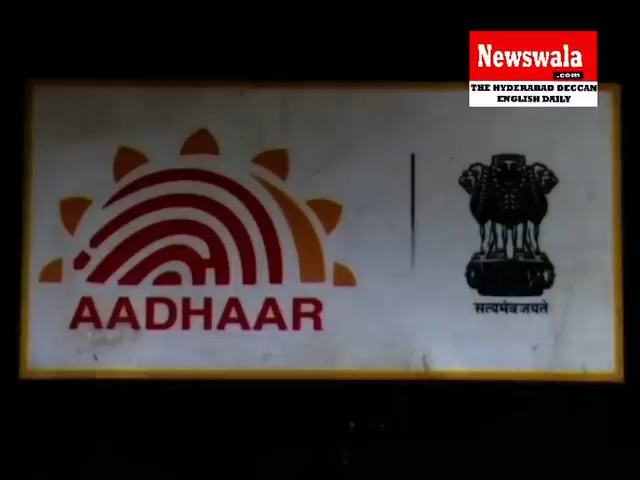 Newswala
.com
THE HYDERABAD DECCAN
ENGLISH DAILY
AADHAAR
सत्यमेव जयते